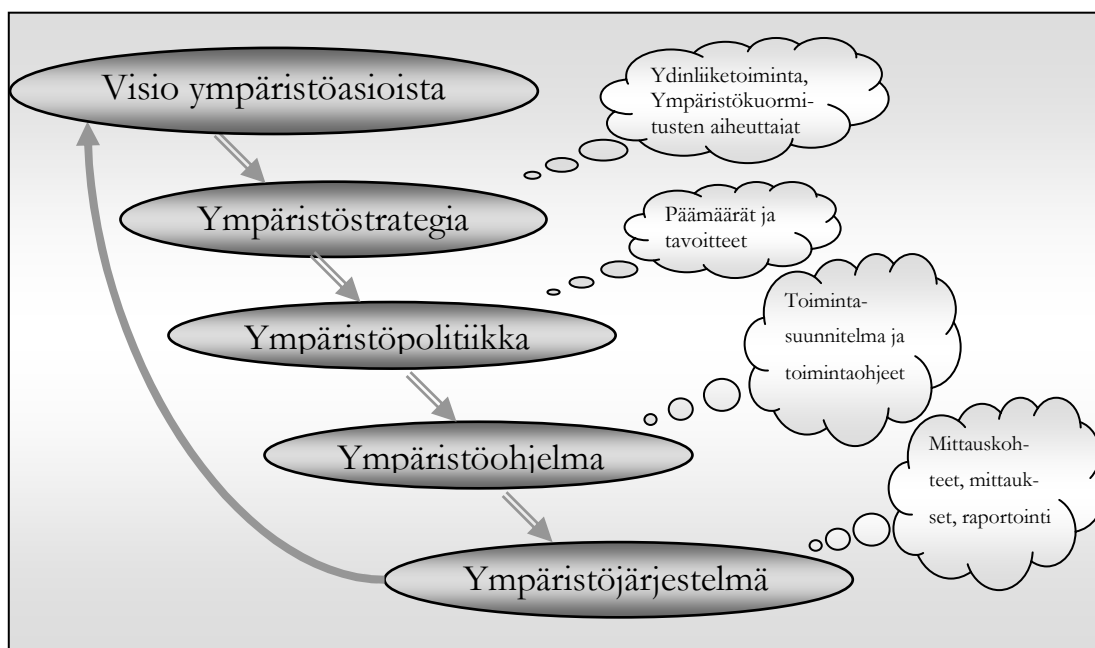 Visio ympäristöasioista
Ydinliiketoiminta,
Ympäristökuormi-
tusten aiheuttajat
Ympäristöstrategia
Päämäärät ja
tavoitteet
Ympäristöpolitiikka
Toiminta-
suunnitelma ja
toimintaohjeet
Ympäristöohjelma
Mittauskoh-
teet, mittauk-
set, raportointi
Ympäristöjärjestelmä